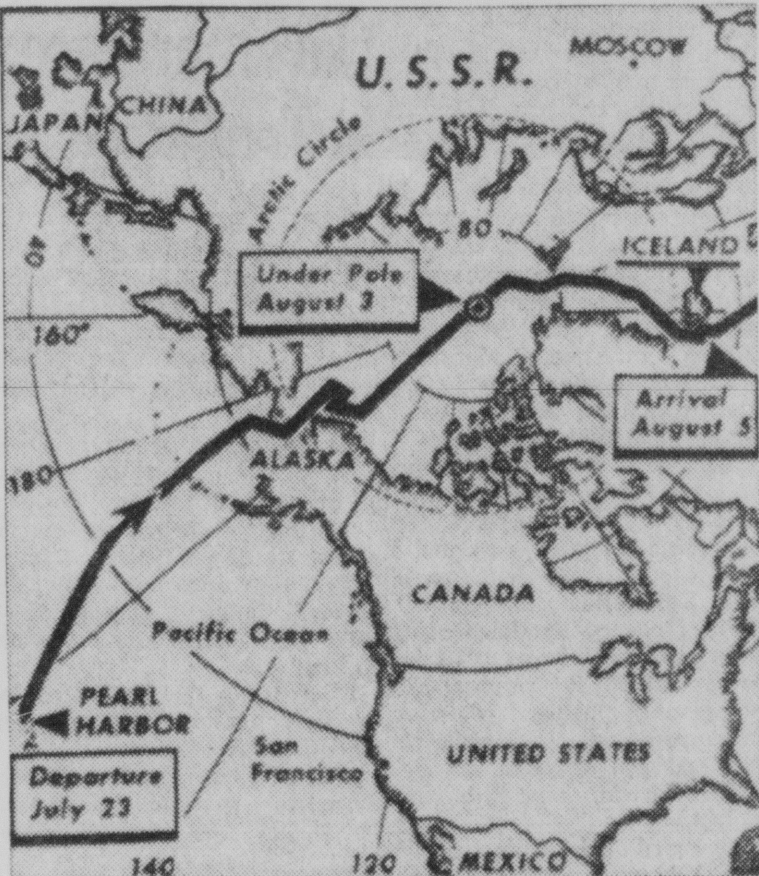 MOSCOW
U. S. S. R.
CHINA
JAPAN
Arctic Circle
80
ICELAND
40
Under Pole
August 3
160°
Arrival
August 5
ALASKA
180
CANADA
Pacific Ocean
PEARL
HARBOR
San
Francisco
UNITED STATES
Departure
July 23
140
120
MEXICO